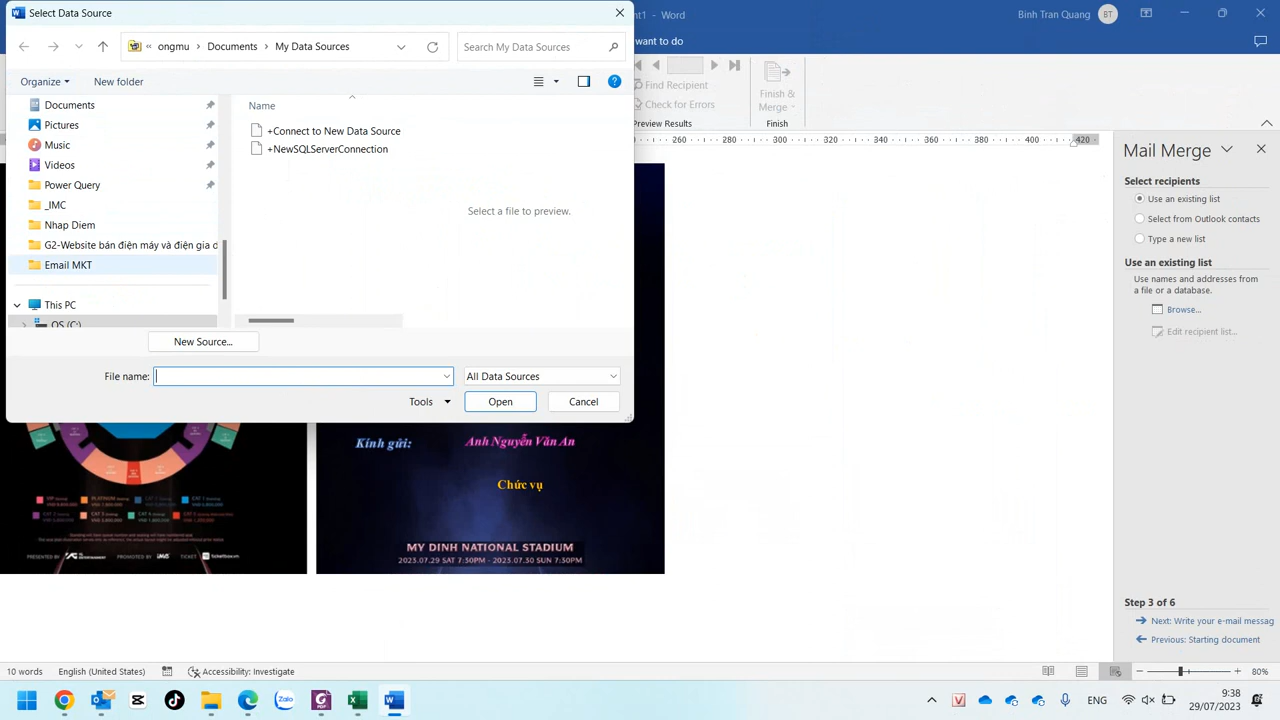 Select Data Source
nt1 - Word
Binh Tran Quang
BT
« ongmu > Documents > My Data Sources
Search My Data Sources
want to do
Organize
New folder
Find Recipient
Check for Errors
Preview Results
Finish &
Merge
Finish
Name
Documents
Pictures
Music
Videos
Power Query
_IMC
Nhap Diem
G2-Website bán điện máy và điện gia d
Email MKT
This PC
OS (C:)
+Connect to New Data Source
+NewSQLServerConnection
Select a file to preview.
New Source...
File name:
All Data Sources
Tools
Open
Cancel
260 280 300 320 340 360 380 400 420
Mail Merge
Select recipients
Use an existing list
Select from Outlook contacts
Type a new list
Use an existing list
Use names and addresses from
a file or a database.
Browse...
Edit recipient list...
Step 3 of 6
Next: Write your e-mail messag
Previous: Starting document
Kính gửi:
Anh Nguyễn Văn An
Chức vụ
MY DINH NATIONAL STADIUM
2023.07.29 SAT 7:30PM - 2023.07.30 SUN 7:30PM
PRESENTED BY
PROMOTED BY
TICKET
10 words
English (United States)
Accessibility: Investigate
80%
Zalo
PDF
ENG
9:38
29/07/2023